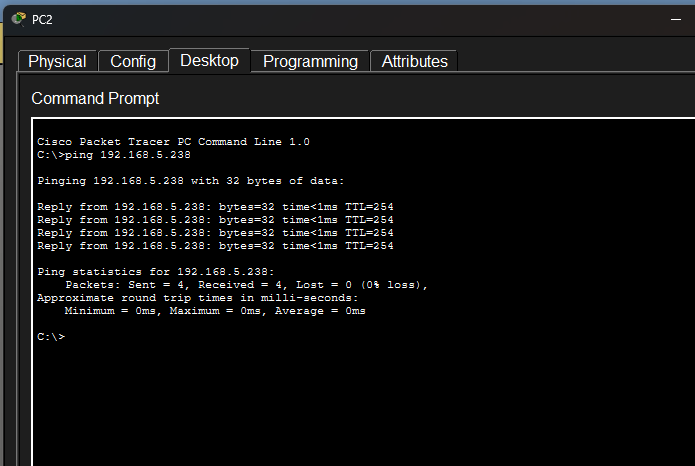 PC2
Physical Config Desktop Programming Attributes
Command Prompt
Cisco Packet Tracer PC Command Line 1.0
C:\>ping 192.168.5.238
Pinging 192.168.5.238 with 32 bytes of data:
Reply from 192.168.5.238: bytes=32 time<1ms TTL=254
Reply from 192.168.5.238: bytes=32 time<1ms TTL=254
Reply from 192.168.5.238: bytes=32 time<1ms TTL=254
Reply from 192.168.5.238: bytes=32 time<1ms TTL=254
Ping statistics for 192.168.5.238:
Packets: Sent = 4, Received = 4, Lost = 0 (0% loss),
Approximate round trip times in milli-seconds:
Minimum = 0ms, Maximum = 0ms, Average = 0ms
C:\>